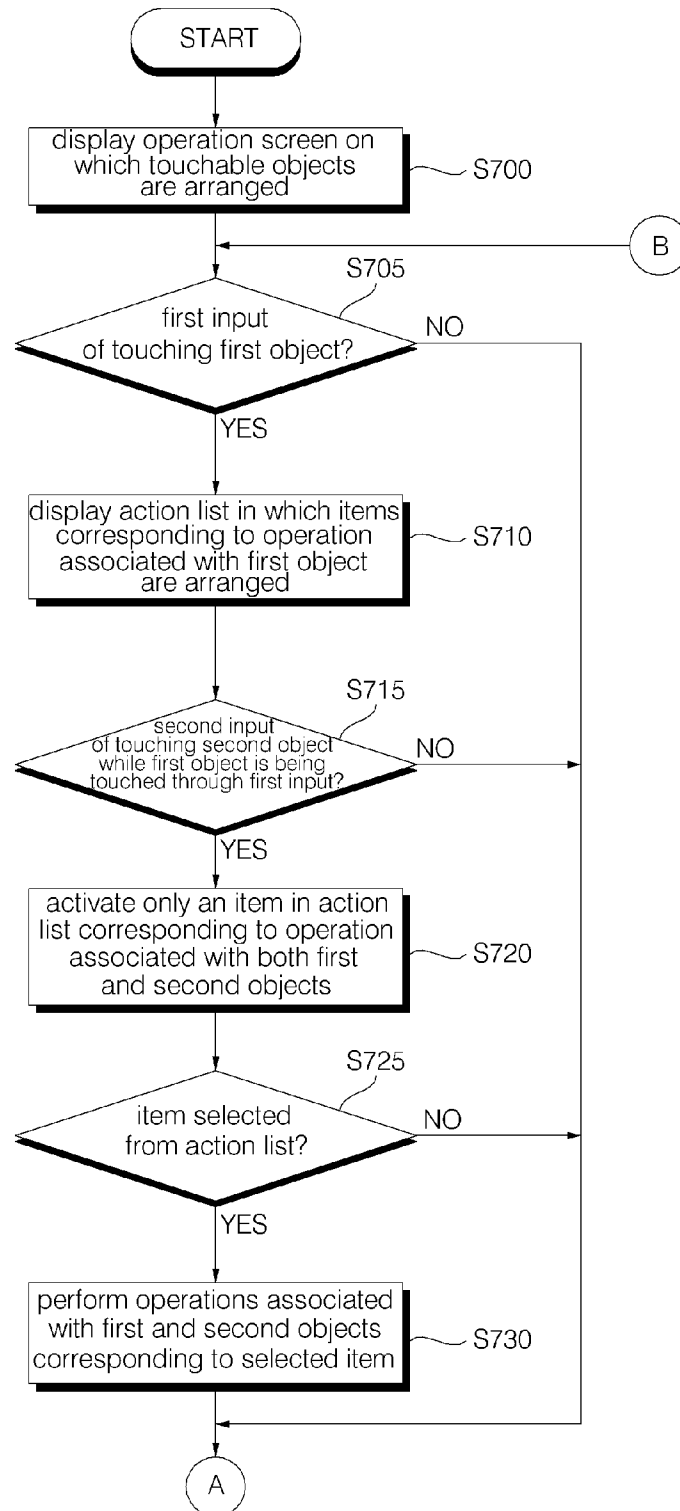 START
display operation screen on
which touchable objects
are arranged
S700
B
S705
first input
of touching first object?
NO
YES
display action list in which items
corresponding to operation
associated with first object
are arranged
S710
S715
second input
of touching second object
while first object is being
touched through first input?
NO
YES
activate only an item in action
list corresponding to operation
associated with both first
and second objects
S720
S725
item selected
from action list?
NO
YES
perform operations associated
with first and second objects
corresponding to selected item
S730
A